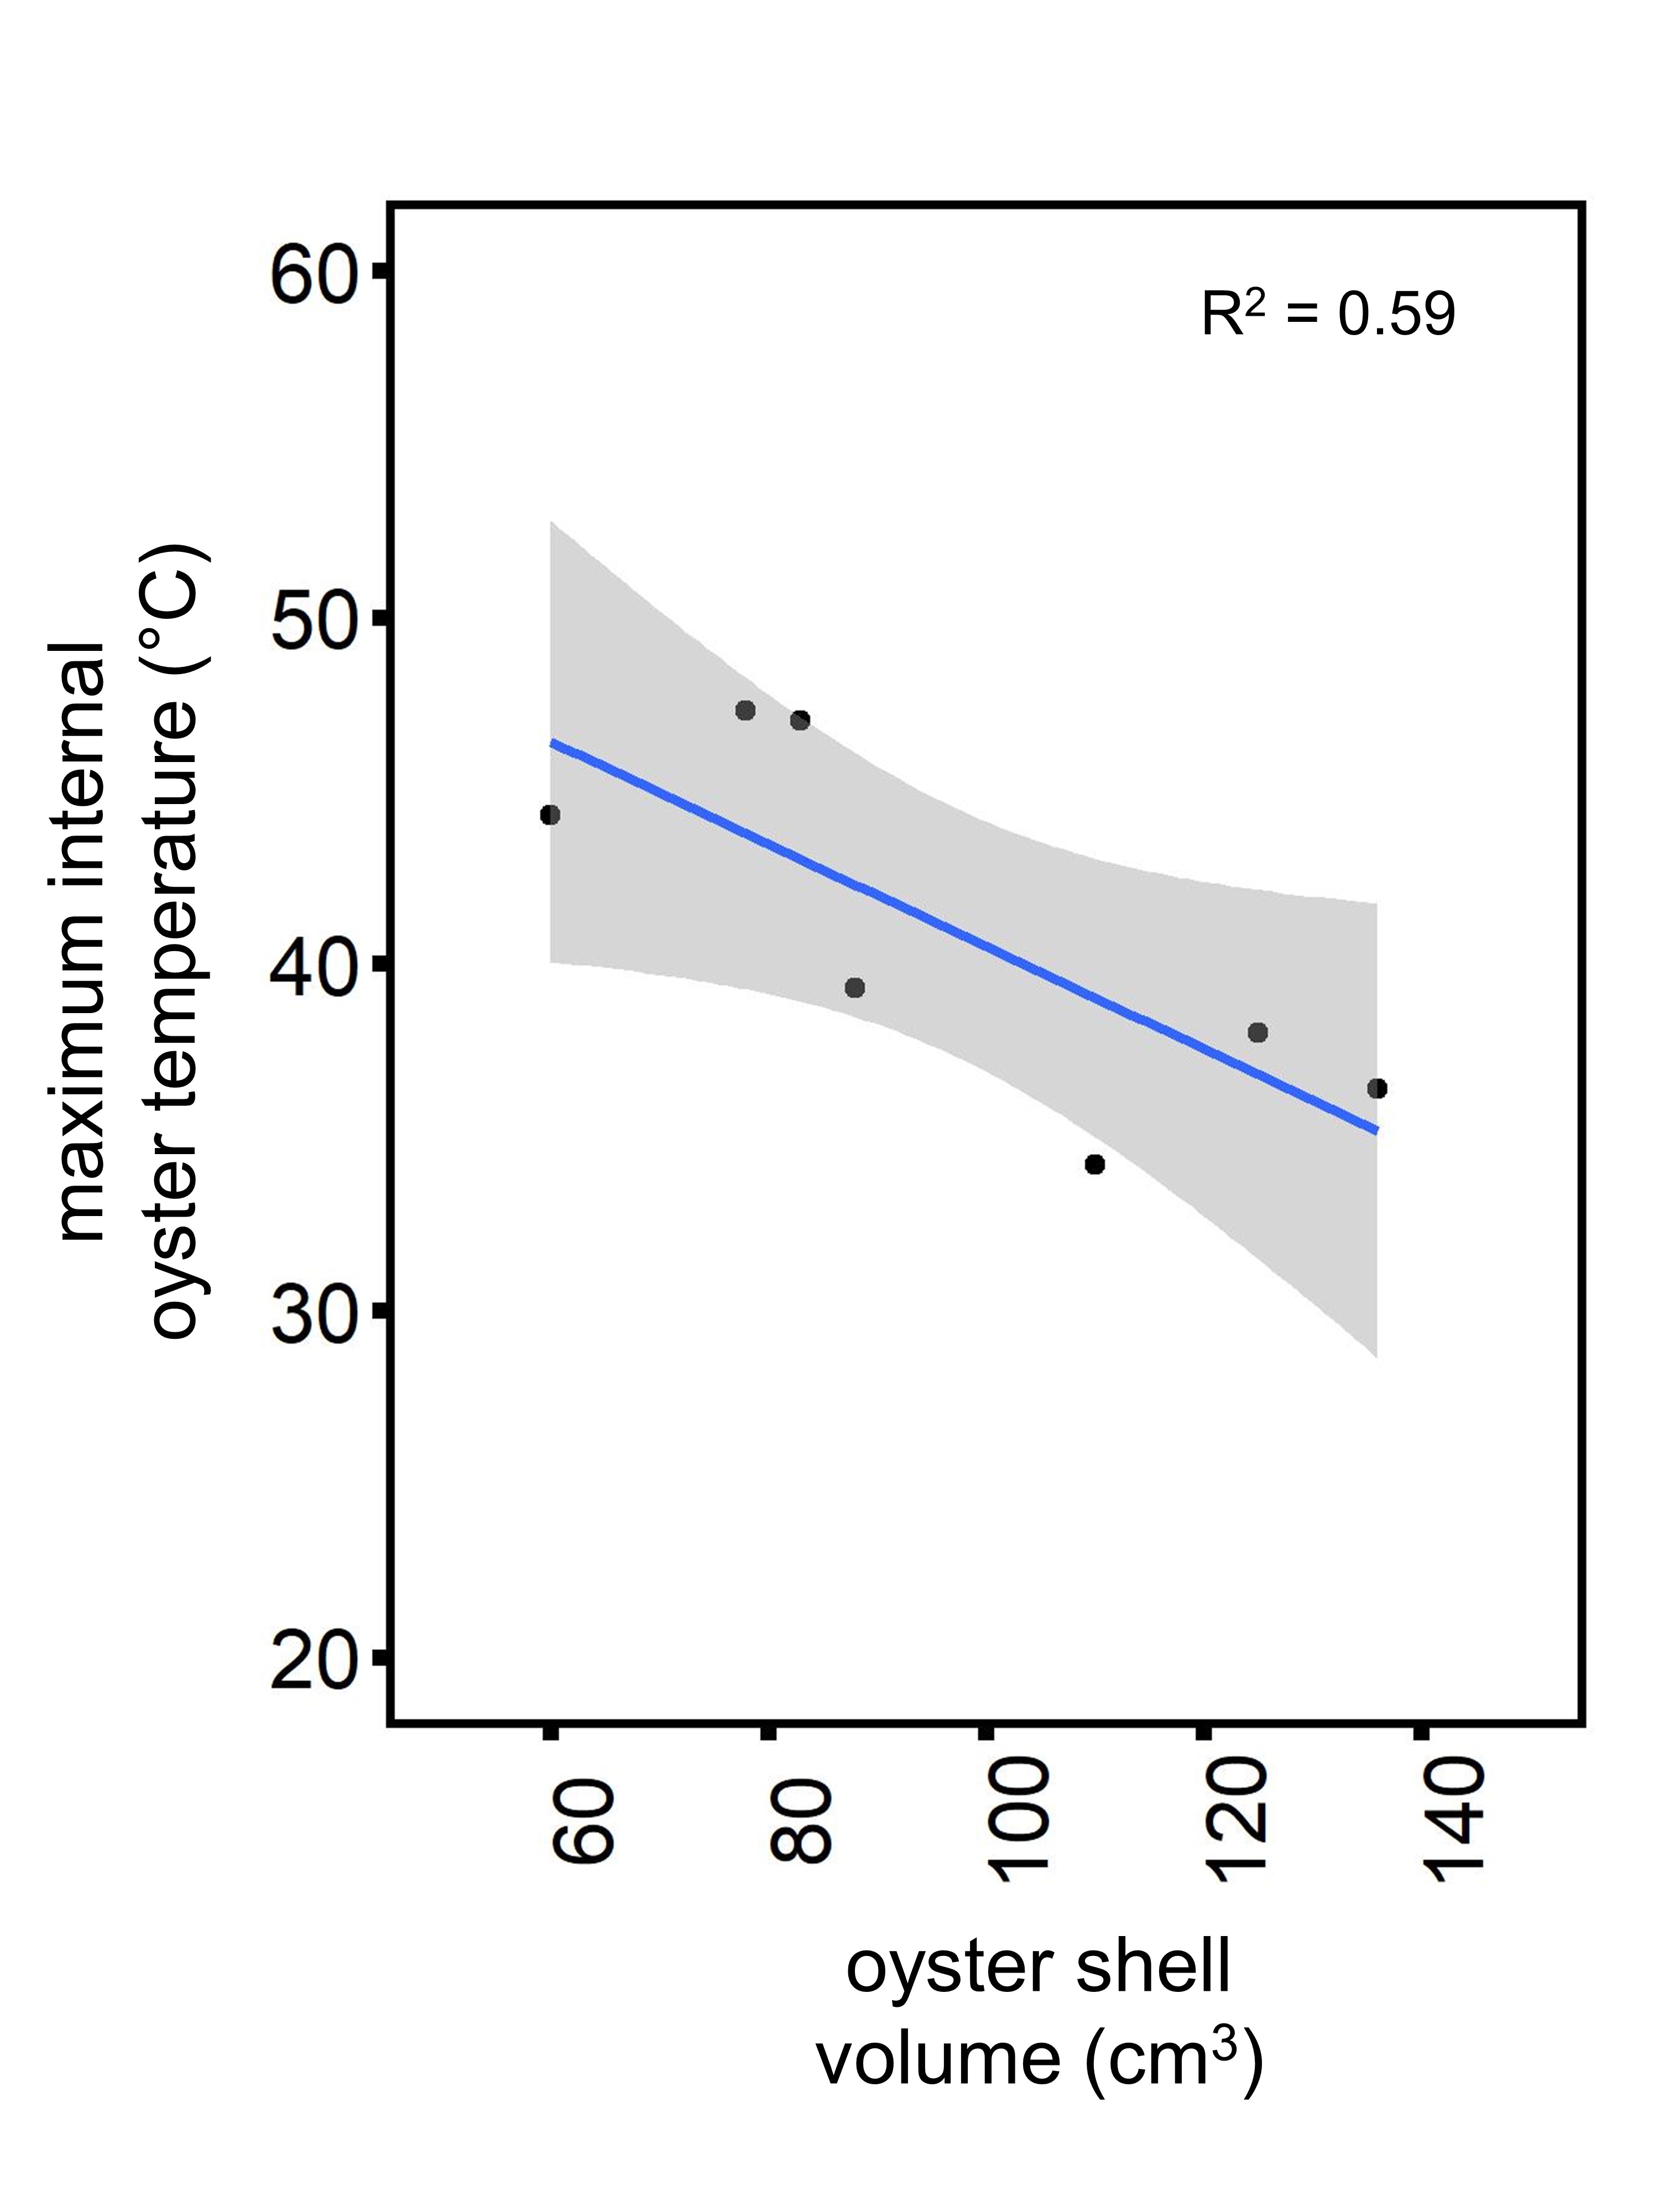 60
R² = 0.59
50
40
30
20
maximum internal
oyster temperature (°C)
60
80
100
120
140
oyster shell
volume (cm³)